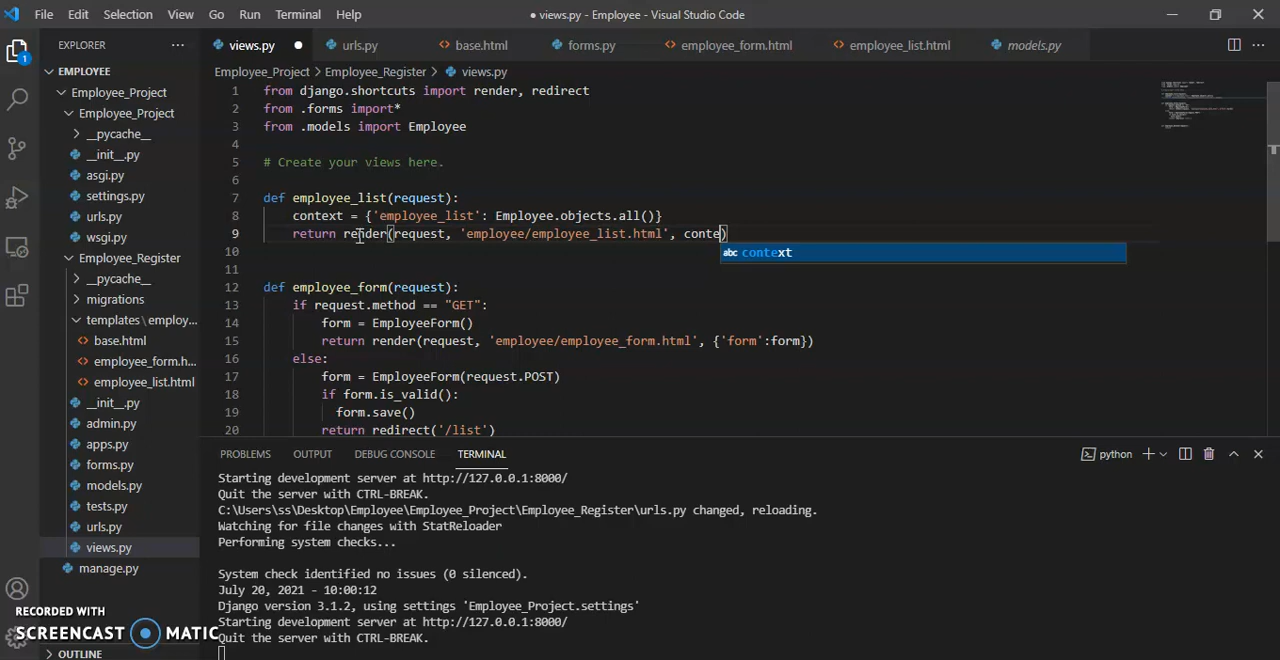 File Edit Selection View Go Run Terminal Help
● views.py - Employee - Visual Studio Code
EXPLORER
views.py urls.py base.html forms.py employee_form.html employee_list.html models.py
Employee_Project > Employee_Register > views.py
EMPLOYEE
Employee_Project
Employee_Project
__pycache__
__init__.py
asgi.py
settings.py
urls.py
wsgi.py
Employee_Register
__pycache__
migrations
templates\employ...
base.html
employee_form.h...
employee_list.html
__init__.py
admin.py
apps.py
forms.py
models.py
tests.py
urls.py
views.py
manage.py
OUTLINE
1
1 from django.shortcuts import render, redirect
2 from .forms import*
3 from .models import Employee
4
5 # Create your views here.
6
7 def employee_list(request):
8 context = {'employee_list': Employee.objects.all()}
9 return render(request, 'employee/employee_list.html', conte)
abc context
10
11
12 def employee_form(request):
13 if request.method == "GET":
14 form = EmployeeForm()
15 return render(request, 'employee/employee_form.html', {'form':form})
16 else:
17 form = EmployeeForm(request.POST)
18 if form.is_valid():
19 form.save()
20 return redirect('/list')
PROBLEMS OUTPUT DEBUG CONSOLE TERMINAL
python
Starting development server at http://127.0.0.1:8000/
Quit the server with CTRL-BREAK.
C:\Users\ss\Desktop\Employee\Employee_Project\Employee_Register\urls.py changed, reloading.
Watching for file changes with StatReloader
Performing system checks...
System check identified no issues (0 silenced).
July 20, 2021 - 10:00:12
Django version 3.1.2, using settings 'Employee_Project.settings'
Starting development server at http://127.0.0.1:8000/
Quit the server with CTRL-BREAK.
RECORDED WITH
SCREENCAST MATIC